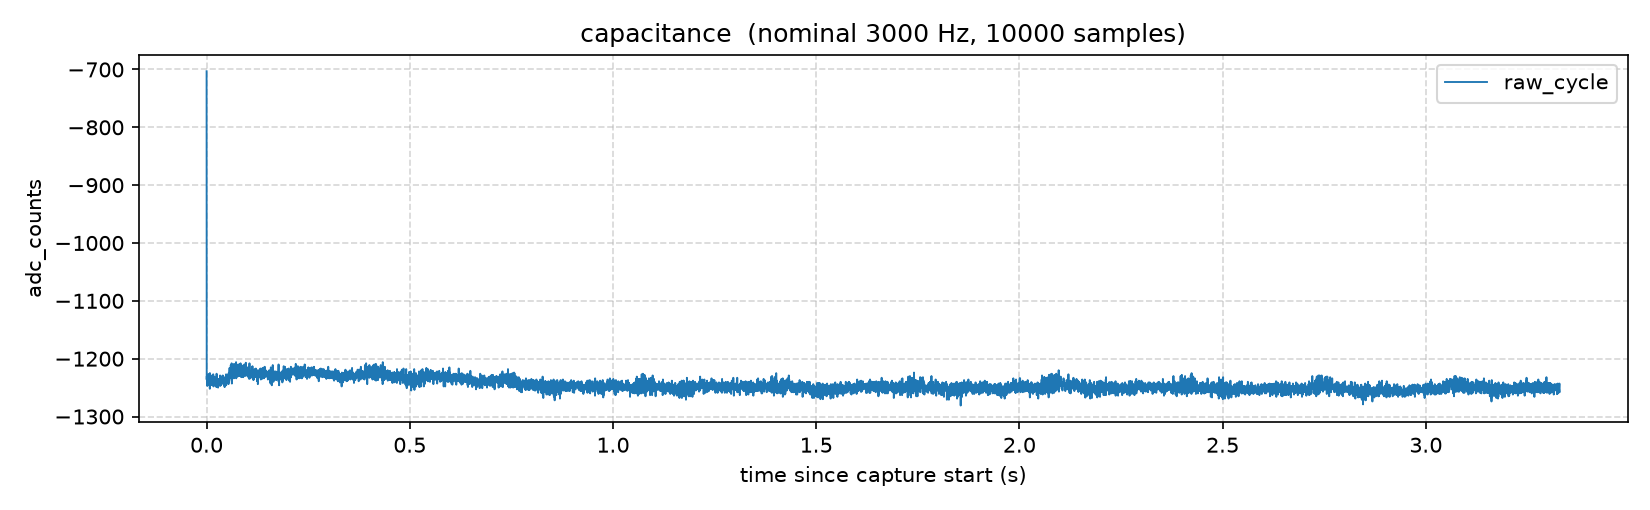 capacitance  (nominal 3000 Hz, 10000 samples)
raw_cycle
adc_counts
−700
−800
−900
−1000
−1100
−1200
−1300
0.0 0.5 1.0 1.5 2.0 2.5 3.0
time since capture start (s)